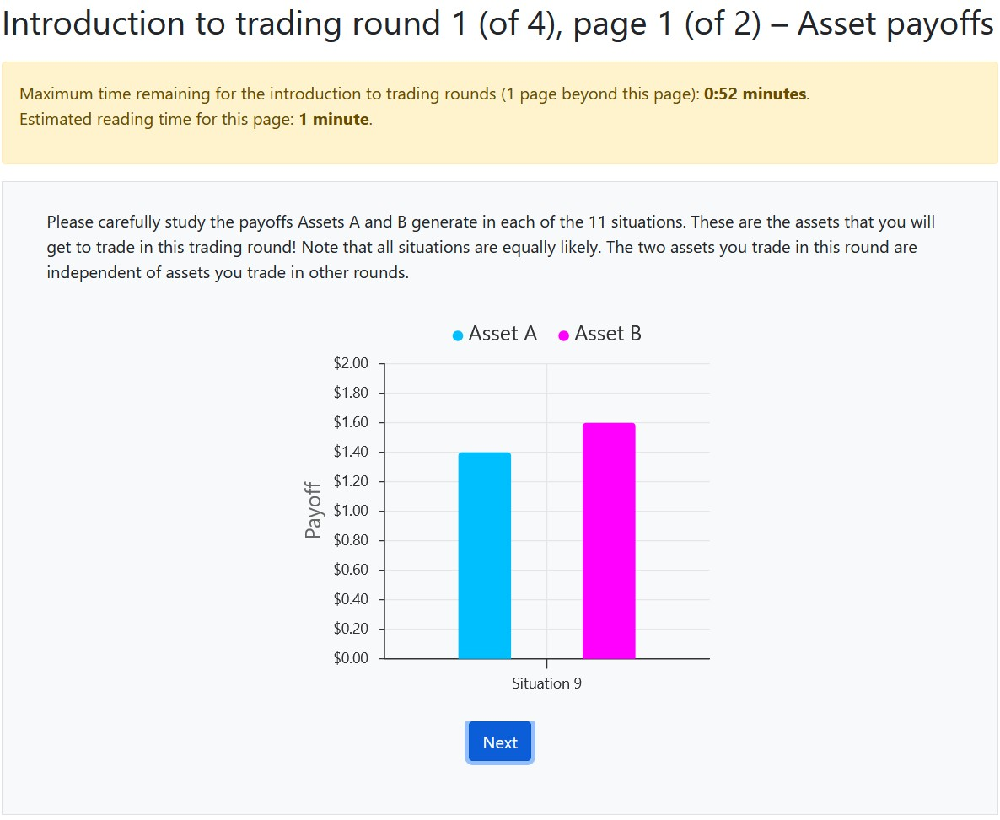 Introduction to trading round 1 (of 4), page 1 (of 2) – Asset payoffs
Maximum time remaining for the introduction to trading rounds (1 page beyond this page): 0:52 minutes.
Estimated reading time for this page: 1 minute.
Please carefully study the payoffs Assets A and B generate in each of the 11 situations. These are the assets that you will
get to trade in this trading round! Note that all situations are equally likely. The two assets you trade in this round are
independent of assets you trade in other rounds.
Asset A Asset B
$2.00
$1.80
$1.60
$1.40
$1.20
$1.00
$0.80
$0.60
$0.40
$0.20
$0.00
Payoff
Situation 9
Next